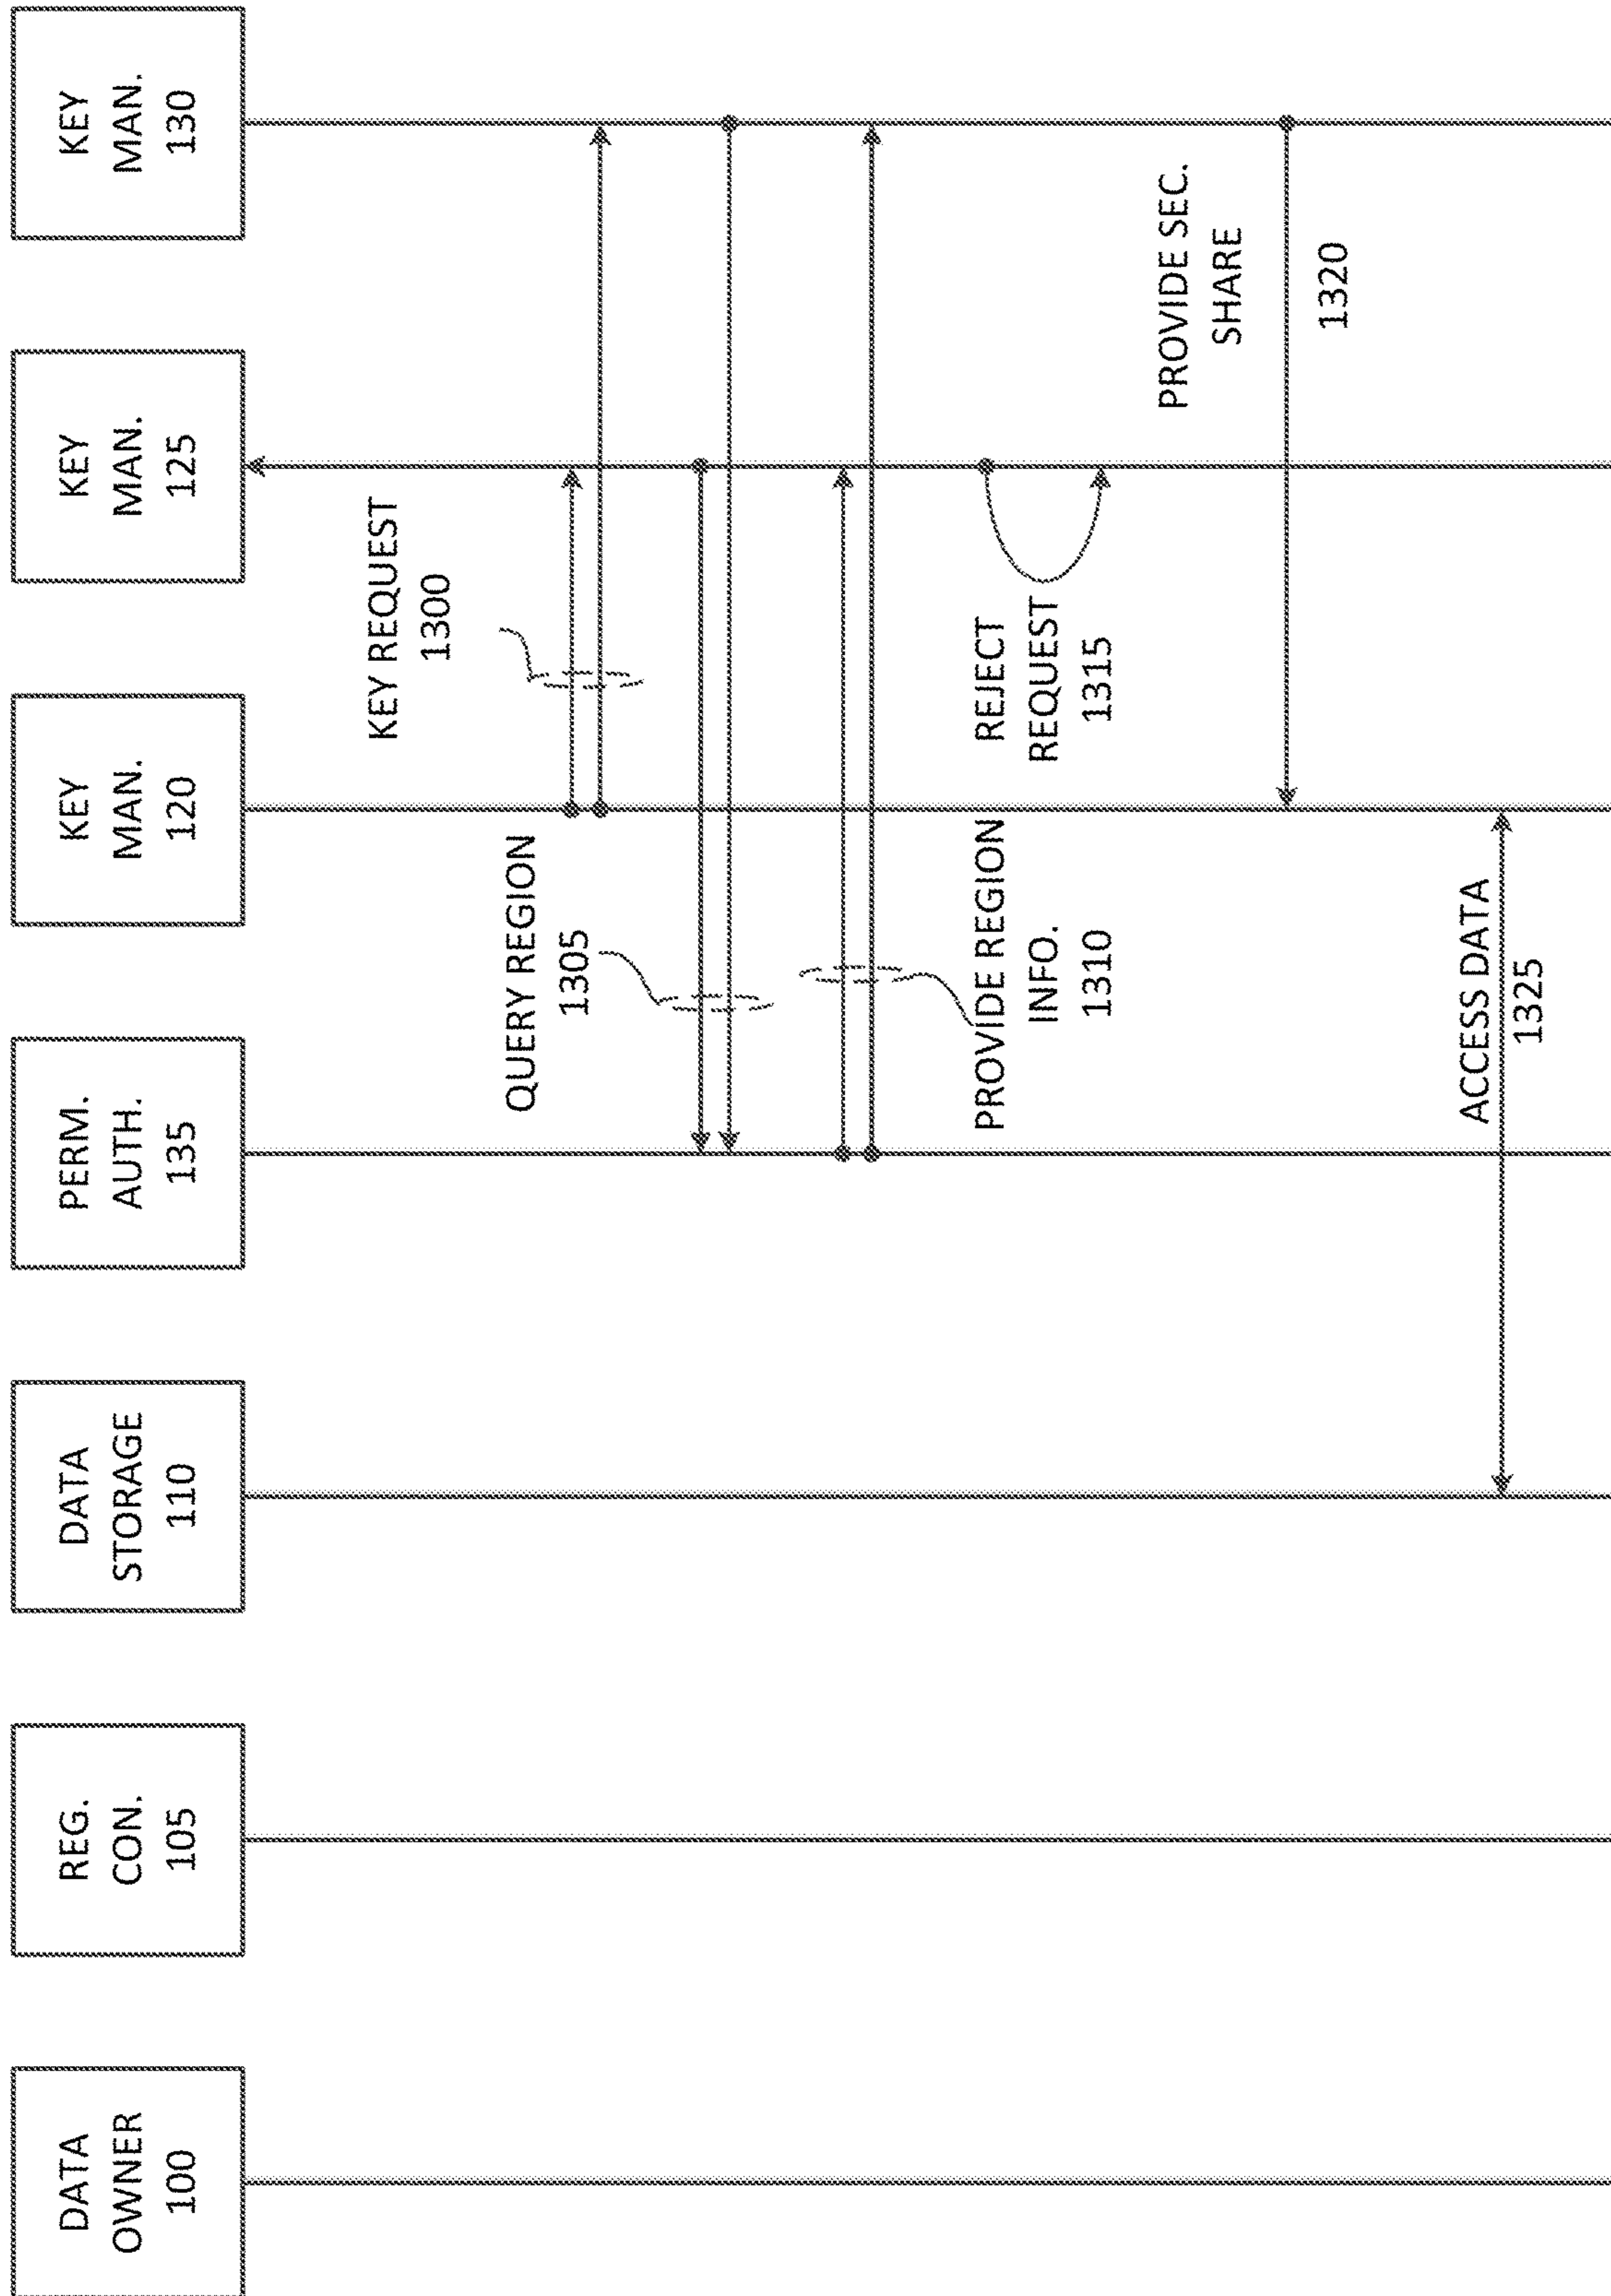 DATA
OWNER
100
REG.
CON.
105
DATA
STORAGE
110
PERM.
AUTH.
135
KEY
MAN.
120
KEY
MAN.
125
KEY
MAN.
130
KEY REQUEST
1300
QUERY REGION
1305
PROVIDE REGION
INFO.
1310
REJECT
REQUEST
1315
PROVIDE SEC.
SHARE
1320
ACCESS DATA
1325